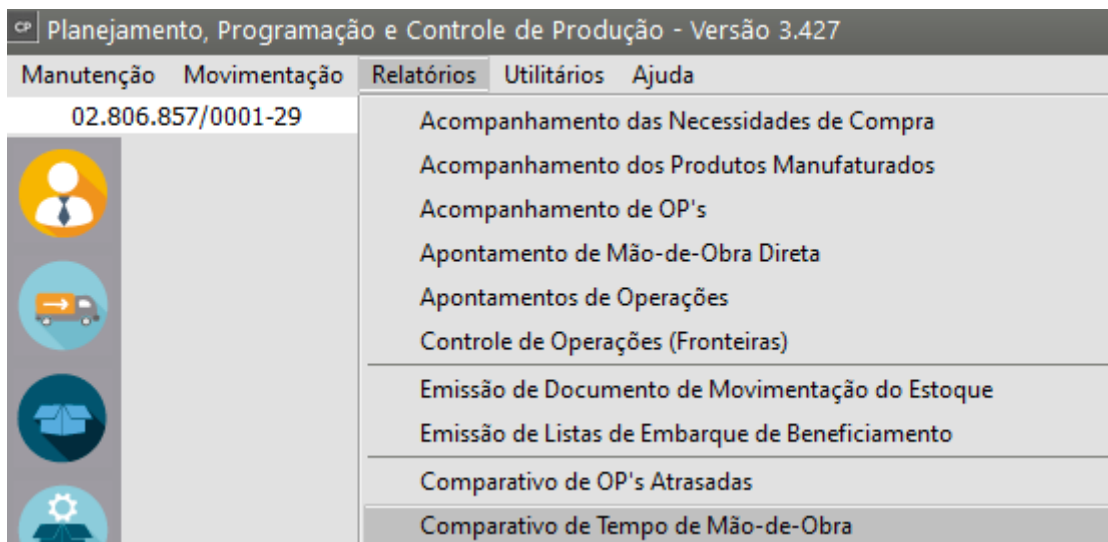 CP Planejamento, Programação e Controle de Produção - Versão 3.427
Manutenção Movimentação Relatórios Utilitários Ajuda
02.806.857/0001-29
Acompanhamento das Necessidades de Compra
Acompanhamento dos Produtos Manufaturados
Acompanhamento de OP's
Apontamento de Mão-de-Obra Direta
Apontamentos de Operações
Controle de Operações (Fronteiras)
Emissão de Documento de Movimentação do Estoque
Emissão de Listas de Embarque de Beneficiamento
Comparativo de OP's Atrasadas
Comparativo de Tempo de Mão-de-Obra